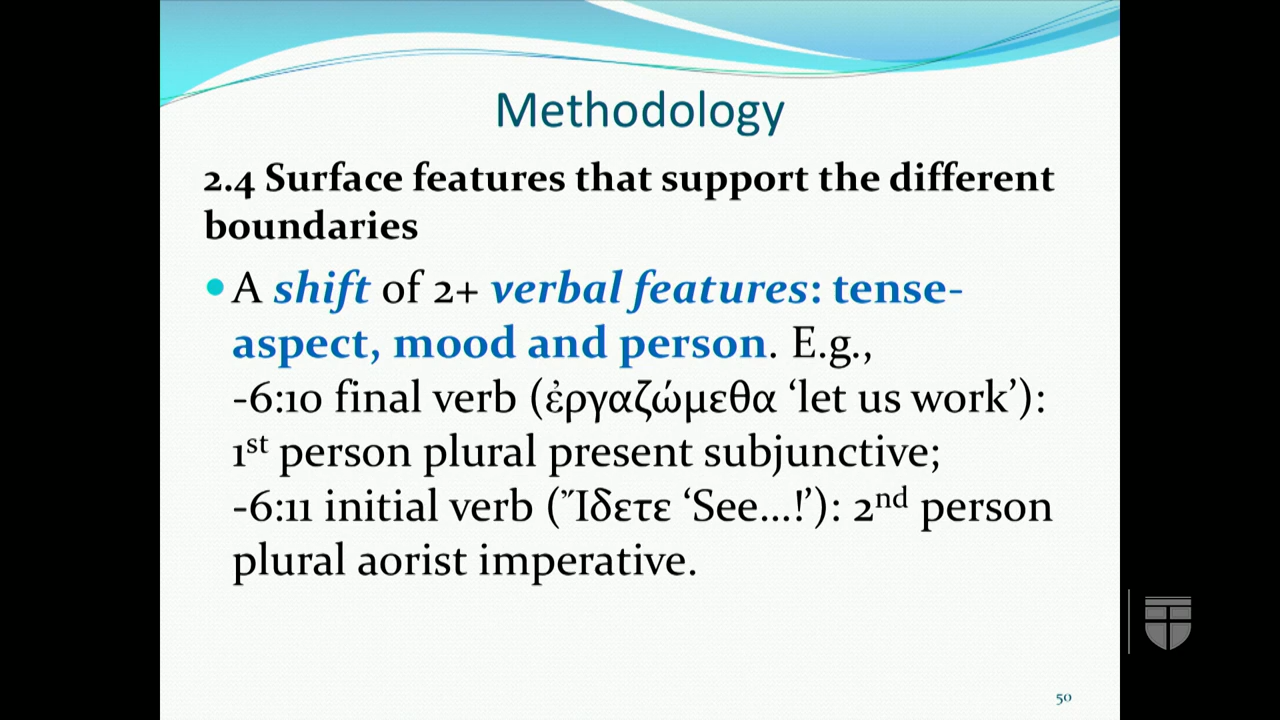 Methodology
2.4 Surface features that support the different
boundaries
• A shift of 2+ verbal features: tense-
aspect, mood and person. E.g.,
-6:10 final verb (ἐργαζώμεθα ‘let us work’):
1st person plural present subjunctive;
-6:11 initial verb (Ἴδετε ‘See…!’): 2nd person
plural aorist imperative.
50